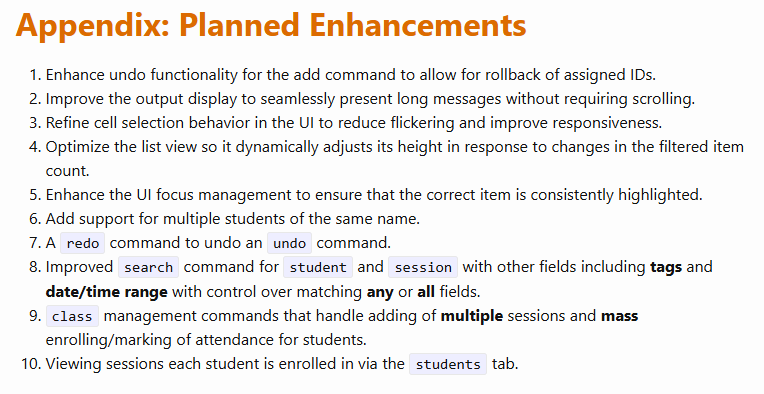 Appendix: Planned Enhancements
1. Enhance undo functionality for the add command to allow for rollback of assigned IDs.
2. Improve the output display to seamlessly present long messages without requiring scrolling.
3. Refine cell selection behavior in the UI to reduce flickering and improve responsiveness.
4. Optimize the list view so it dynamically adjusts its height in response to changes in the filtered item
count.
5. Enhance the UI focus management to ensure that the correct item is consistently highlighted.
6. Add support for multiple students of the same name.
7. A redo command to undo an undo command.
8. Improved search command for student and session with other fields including tags and
date/time range with control over matching any or all fields.
9. class management commands that handle adding of multiple sessions and mass
enrolling/marking of attendance for students.
10. Viewing sessions each student is enrolled in via the students tab.